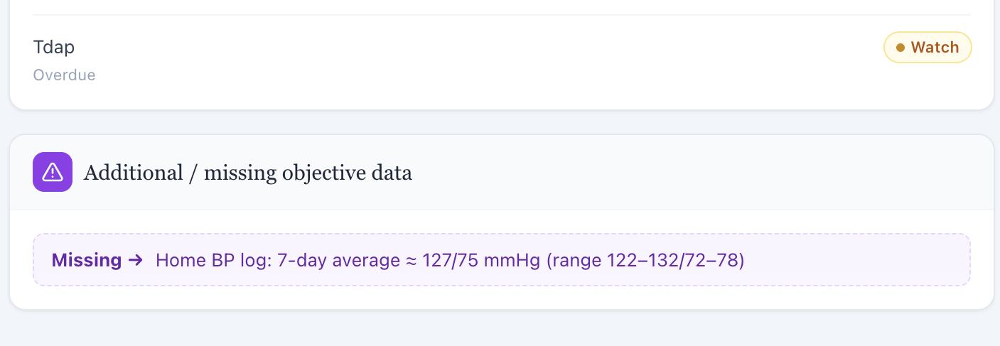 Tdap
Watch
Overdue
Additional / missing objective data
Missing → Home BP log: 7-day average ≈ 127/75 mmHg (range 122–132/72–78)